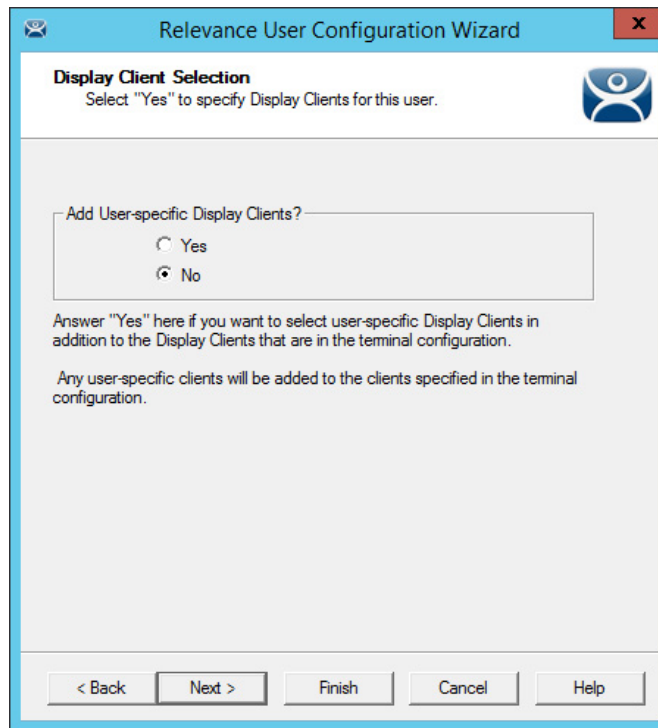 Relevance User Configuration Wizard
x
Display Client Selection
Select "Yes" to specify Display Clients for this user.
Add User-specific Display Clients?
Yes
No
Answer "Yes" here if you want to select user-specific Display Clients in
addition to the Display Clients that are in the terminal configuration.
Any user-specific clients will be added to the clients specified in the terminal
configuration.
< Back
Next >
Finish
Cancel
Help